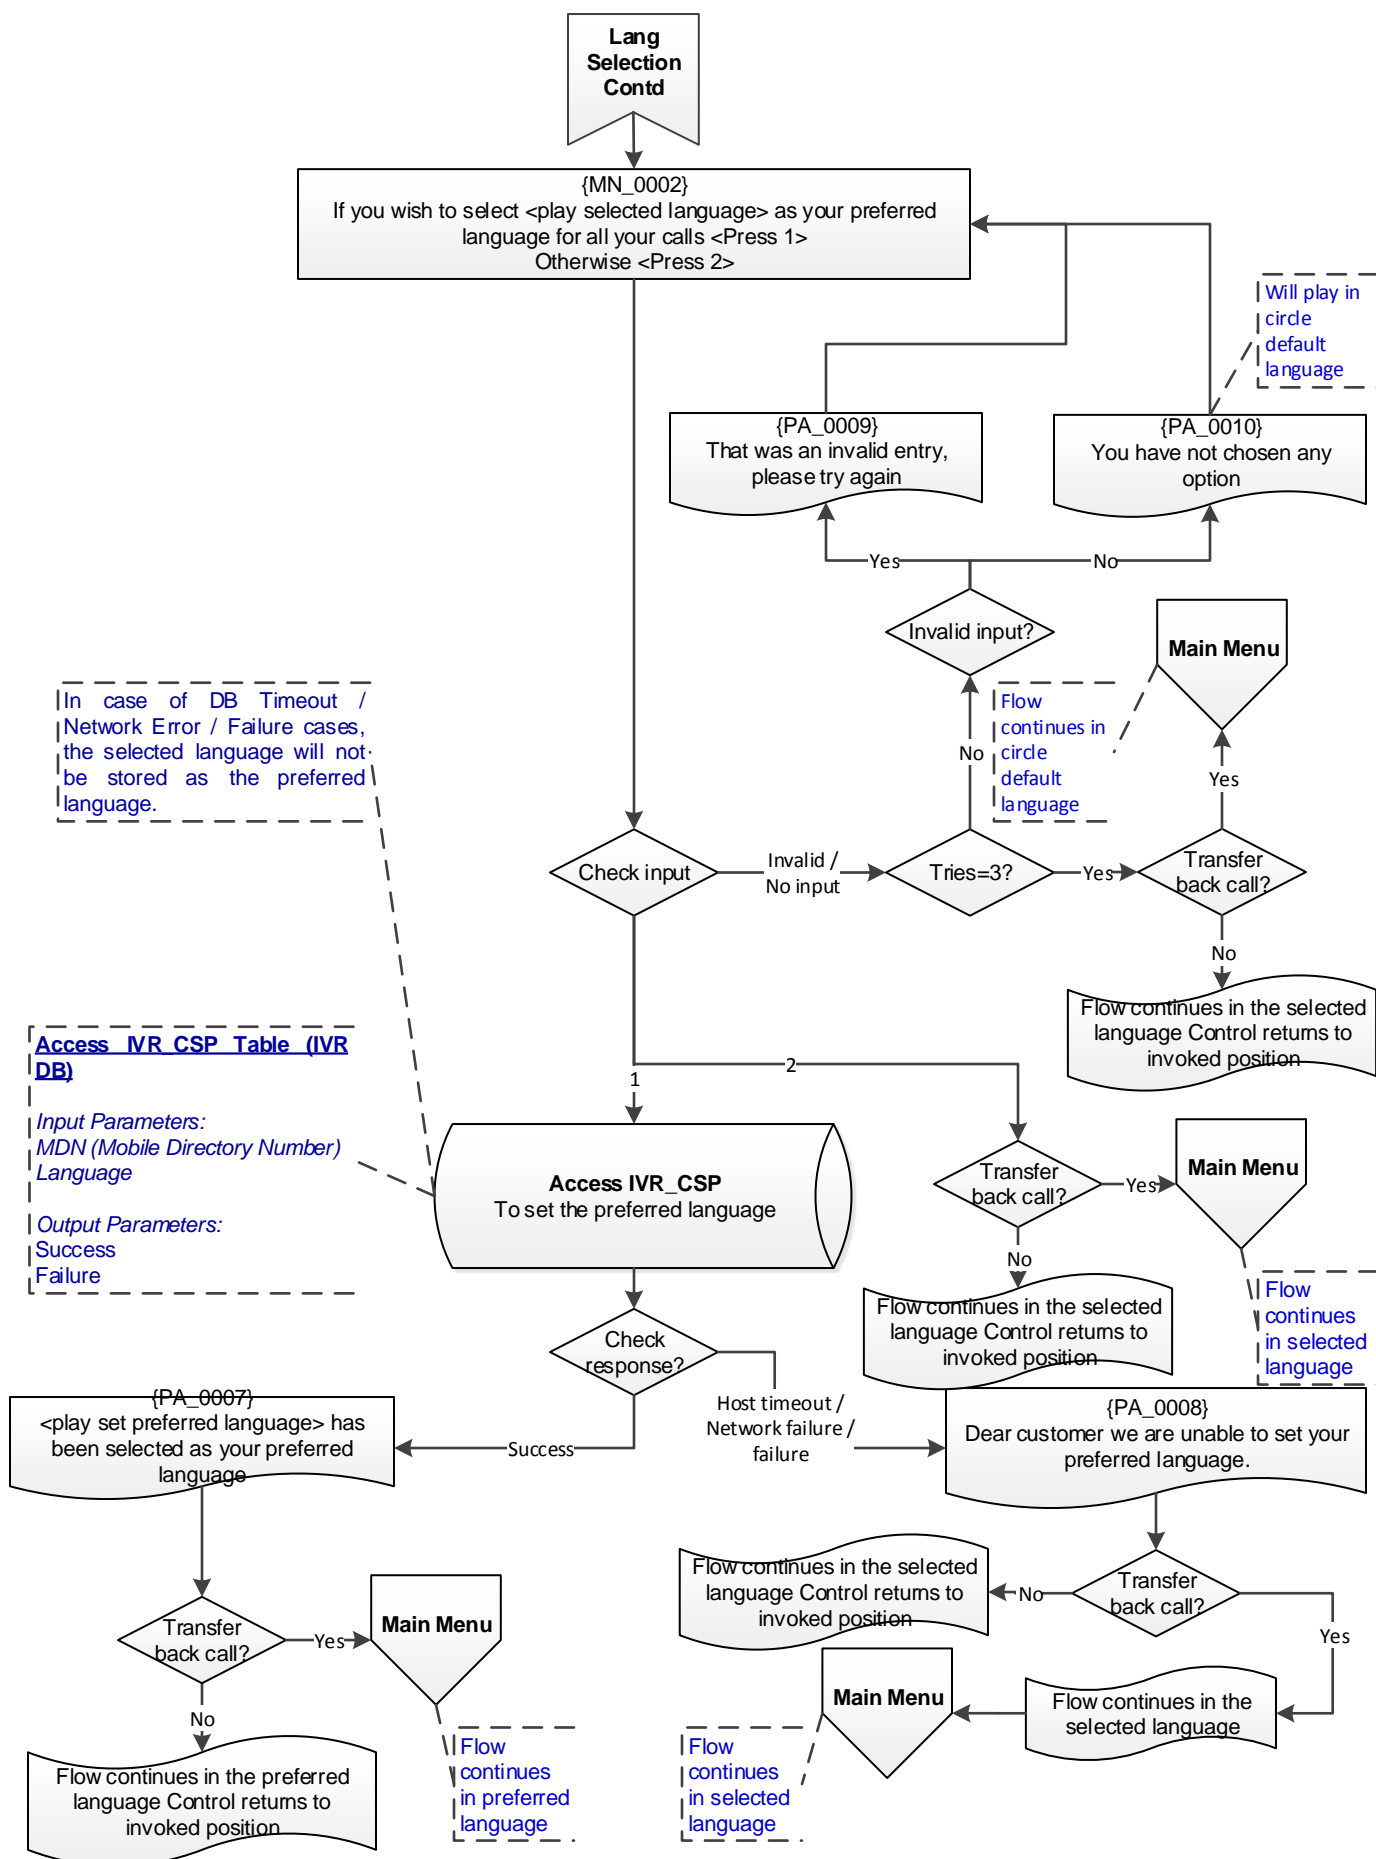 Lang
Selection
Contd
{MN_0002}
If you wish to select <play selected language> as your preferred
language for all your calls <Press 1>
Otherwise <Press 2>
Will play in
circle
default
language
{PA_0009}
That was an invalid entry,
please try again
{PA_0010}
You have not chosen any
option
Yes
No
Invalid input?
Main Menu
In case of DB Timeout /
Network Error / Failure cases,
the selected language will not
be stored as the preferred
language.
Flow
continues in
circle
default
language
No
Yes
Check input
Invalid /
No input
Tries=3?
Yes
Transfer
back call?
No
Flow continues in the selected
language Control returns to
invoked position
Access IVR_CSP Table (IVR
DB)
Input Parameters:
MDN (Mobile Directory Number)
Language
Output Parameters:
Success
Failure
1
2
Access IVR_CSP
To set the preferred language
Transfer
back call?
Yes
Main Menu
No
Flow continues in the selected
language Control returns to
invoked position
Flow
continues
in selected
language
Check
response?
Host timeout /
Network failure /
failure
Success
{PA_0007}
<play set preferred language> has
been selected as your preferred
language
{PA_0008}
Dear customer we are unable to set your
preferred language.
Flow continues in the selected
language Control returns to
invoked position
No
Transfer
back call?
Yes
Transfer
back call?
Yes
Main Menu
No
Main Menu
Flow continues in the
selected language
Flow
continues
in preferred
language
Flow
continues
in selected
language
Flow continues in the preferred
language Control returns to
invoked position